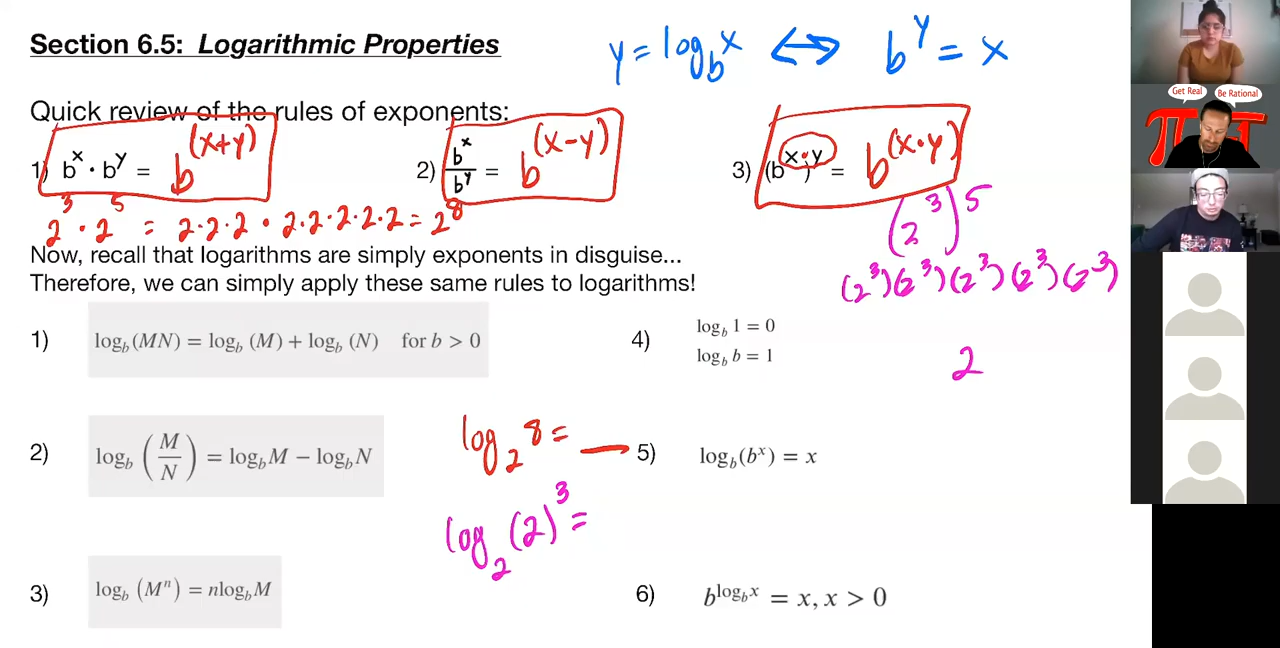 Section 6.5: Logarithmic Properties
y = log_b x ↔ b^y = x
Get Real
Be Rational
Quick review of the rules of exponents:
1) b^x · b^y = b^(x+y)
2) b^x / b^y = b^(x−y)
3) (b^x·y) = b^(x·y)
2^3 · 2^5 = 2·2·2 · 2·2·2·2·2 = 2^8
(2^3)^5
Now, recall that logarithms are simply exponents in disguise...
(2^3)(2^3)(2^3)(2^3)(2^3)
Therefore, we can simply apply these same rules to logarithms!
1) log_b(MN) = log_b (M) + log_b (N) for b > 0
4) log_b 1 = 0
log_b b = 1
2
2) log_b (M/N) = log_b M − log_b N
log_2 8 = __
5) log_b(b^x) = x
log_2 (2)^3 =
3) log_b (M^n) = nlog_b M
6) b^(log_b x) = x, x > 0